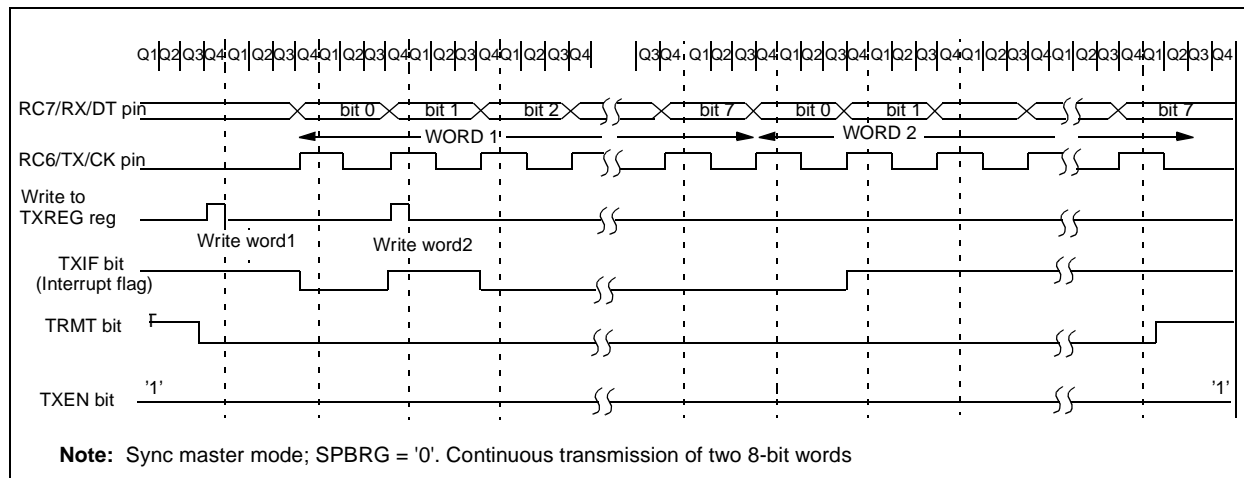 Q1 Q2 Q3 Q4 Q1 Q2 Q3 Q4 Q1 Q2 Q3 Q4 Q1 Q2 Q3 Q4 Q1 Q2 Q3 Q4 Q3 Q4 Q1 Q2 Q3 Q4 Q1 Q2 Q3 Q4 Q1 Q2 Q3 Q4 Q1 Q2 Q3 Q4 Q1 Q2 Q3 Q4 Q1 Q2 Q3 Q4
RC7/RX/DT pin bit 0 bit 1 bit 2 bit 7 bit 0 bit 1 bit 7
WORD 1 WORD 2
RC6/TX/CK pin
Write to
TXREG reg
Write word1 Write word2
TXIF bit
(Interrupt flag)
TRMT bit
'1' '1'
TXEN bit
Note: Sync master mode; SPBRG = '0'. Continuous transmission of two 8-bit words